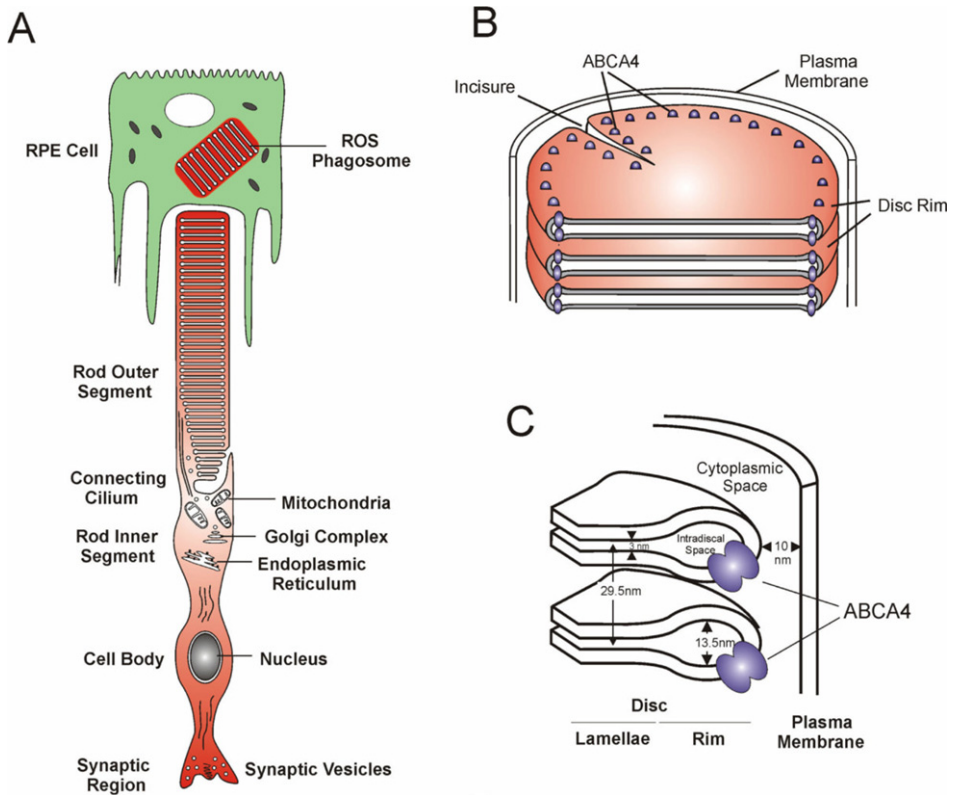 A
RPE Cell
ROS
Phagosome
Rod Outer
Segment
Connecting
Cilium
Mitochondria
Rod Inner
Segment
Golgi Complex
Endoplasmic
Reticulum
Cell Body
Nucleus
Synaptic
Region
Synaptic Vesicles
B
ABCA4
Plasma
Membrane
Incisure
Disc Rim
C
Cytoplasmic
Space
Intradiscal
Space
3 nm
10
nm
29.5nm
ABCA4
13.5nm
Disc
Lamellae
Rim
Plasma
Membrane